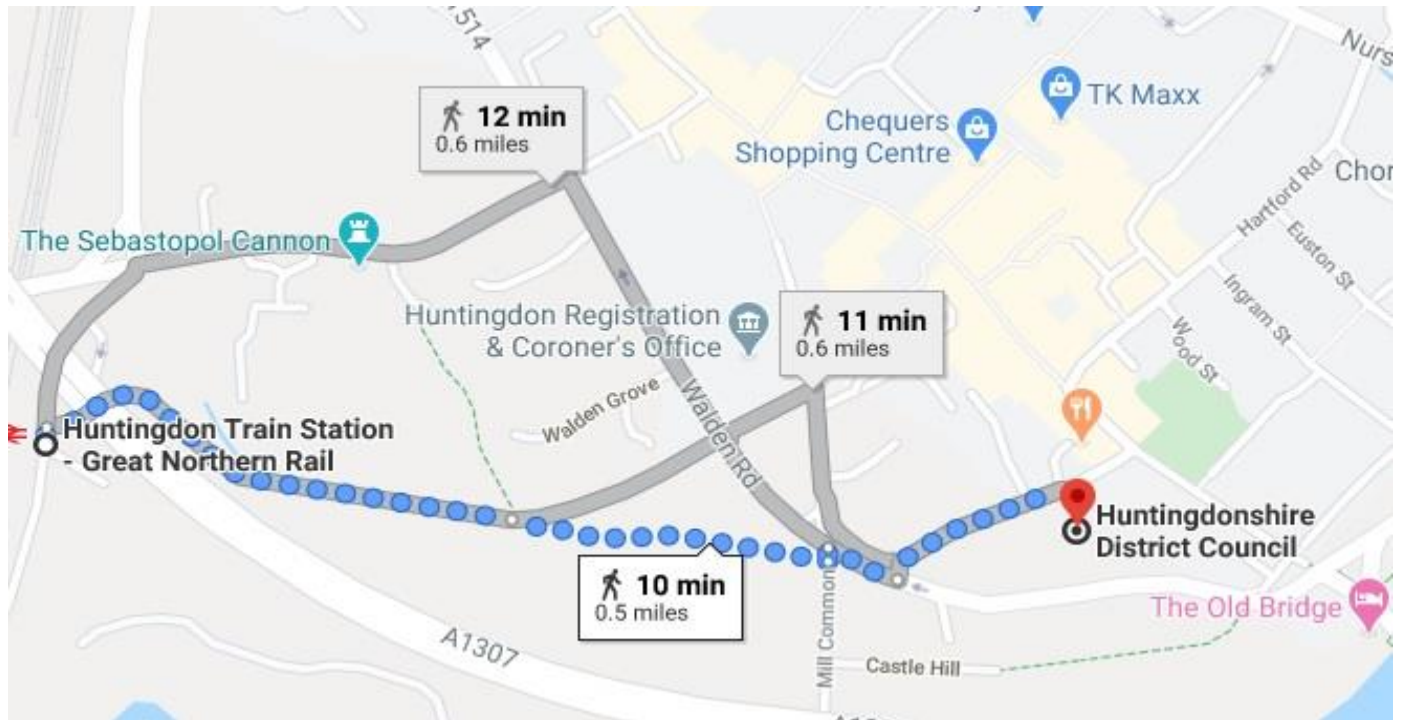 1514
Nurs
12 min
0.6 miles
TK Maxx
Chequers
Shopping Centre
Chor
Hartford Rd
The Sebastopol Cannon
Euston St
Ingram St
Huntingdon Registration
& Coroner's Office
11 min
0.6 miles
Wood St
Walden Grove
Walden Rd
Huntingdon Train Station
- Great Northern Rail
Huntingdonshire
District Council
10 min
0.5 miles
Mill Common
The Old Bridge
A1307
Castle Hill